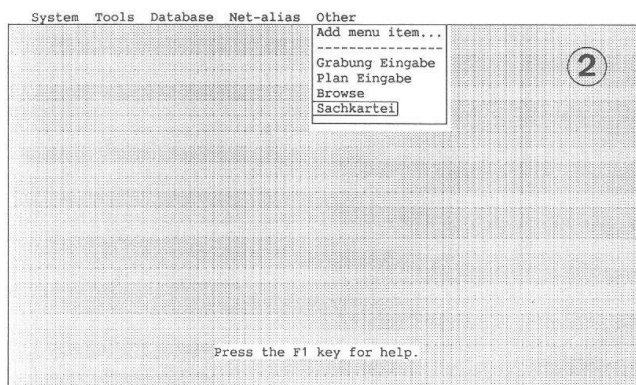 System Tools Database Net-alias Other
Add menu item...
----------------
Grabung Eingabe
Plan Eingabe
Browse
Sachkartei
2
Press the F1 key for help.